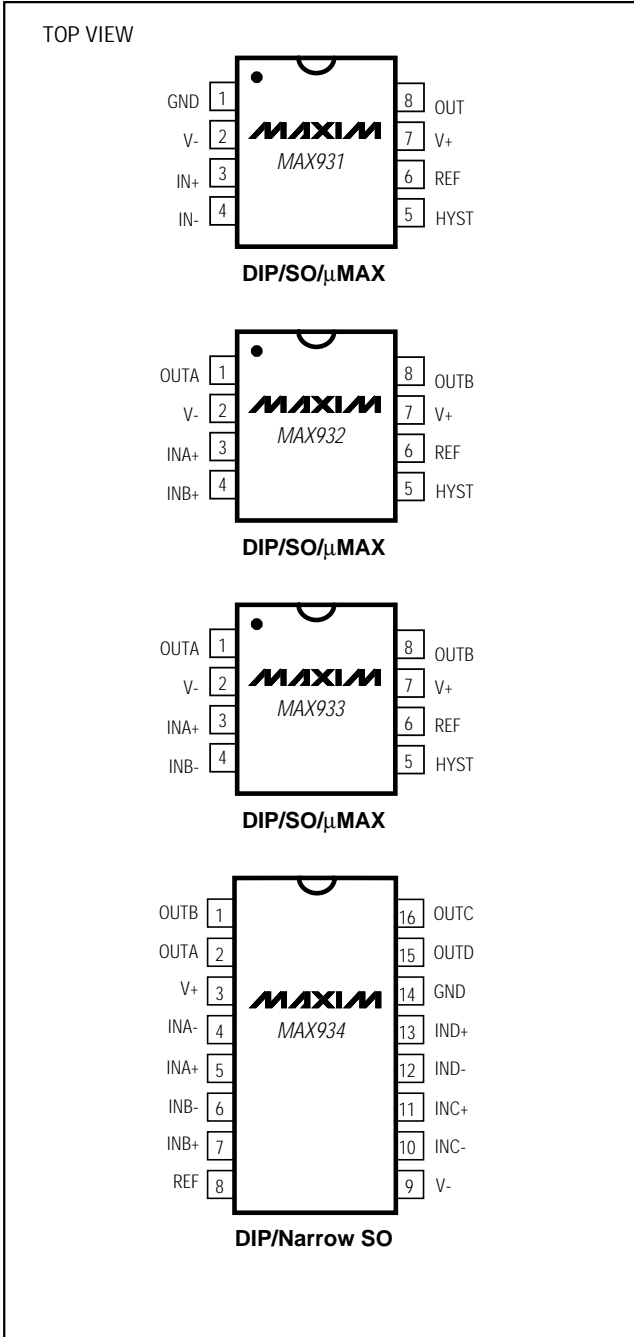 TOP VIEW
GND 1 8 OUT
V- 2 MAXIM 7 V+
MAX931
IN+ 3 6 REF
IN- 4 5 HYST
DIP/SO/μMAX
OUTA 1 8 OUTB
V- 2 MAXIM 7 V+
MAX932
INA+ 3 6 REF
INB+ 4 5 HYST
DIP/SO/μMAX
OUTA 1 8 OUTB
V- 2 MAXIM 7 V+
MAX933
INA+ 3 6 REF
INB- 4 5 HYST
DIP/SO/μMAX
OUTB 1 16 OUTC
OUTA 2 15 OUTD
V+ 3 MAXIM 14 GND
INA- 4 MAX934 13 IND+
INA+ 5 12 IND-
INB- 6 11 INC+
INB+ 7 10 INC-
REF 8 9 V-
DIP/Narrow SO